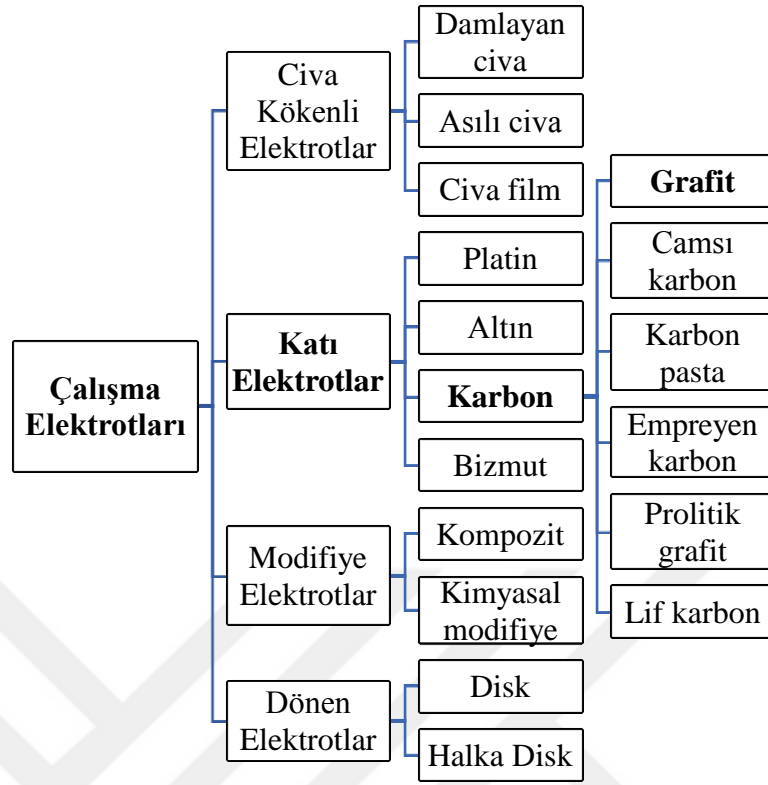 Çalışma
Elektrotları
Civa
Kökenli
Elektrotlar
Damlayan
civa
Asılı civa
Civa film
Katı
Elektrotlar
Platin
Altın
Karbon
Grafit
Camsı
karbon
Karbon
pasta
Empreyen
karbon
Prolitik
grafit
Lif karbon
Bizmut
Modifiye
Elektrotlar
Kompozit
Kimyasal
modifiye
Dönen
Elektrotlar
Disk
Halka Disk